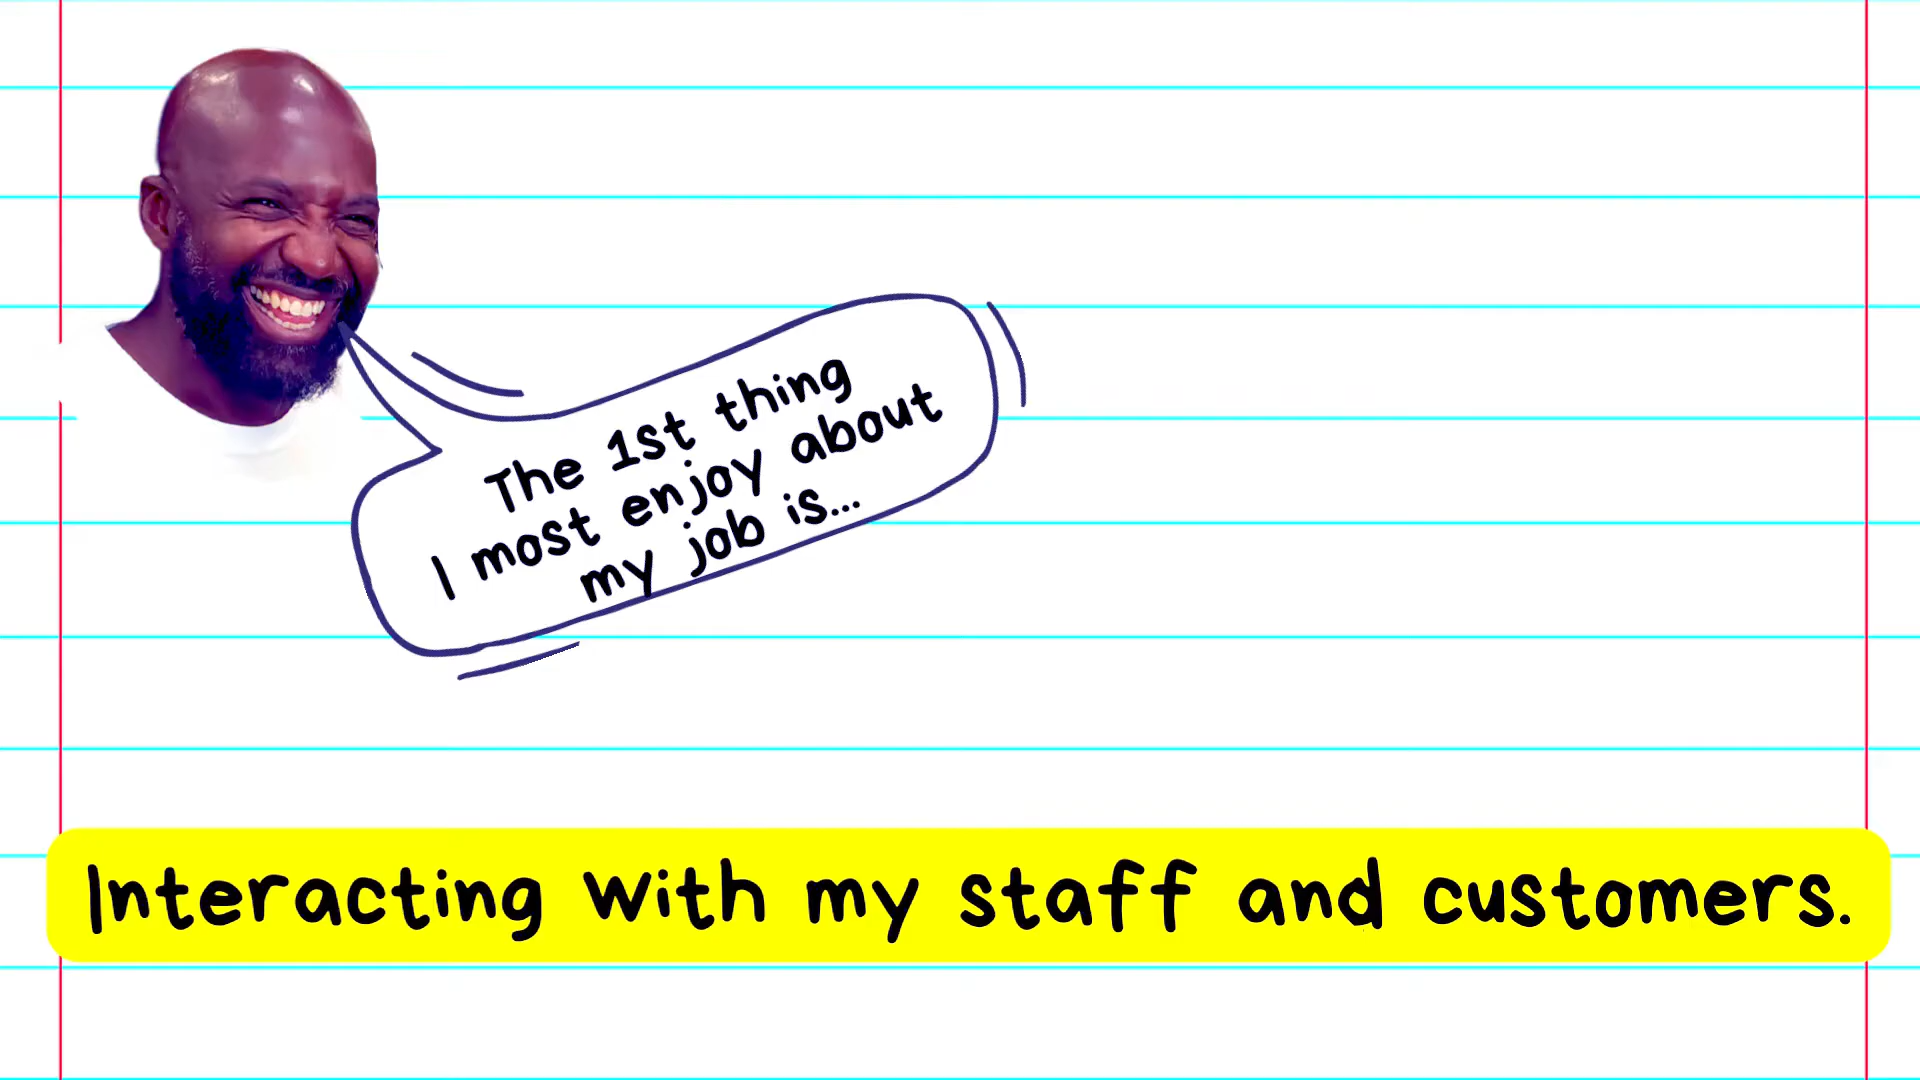 The 1st thing
I most enjoy about
my job is...
Interacting with my staff and customers.